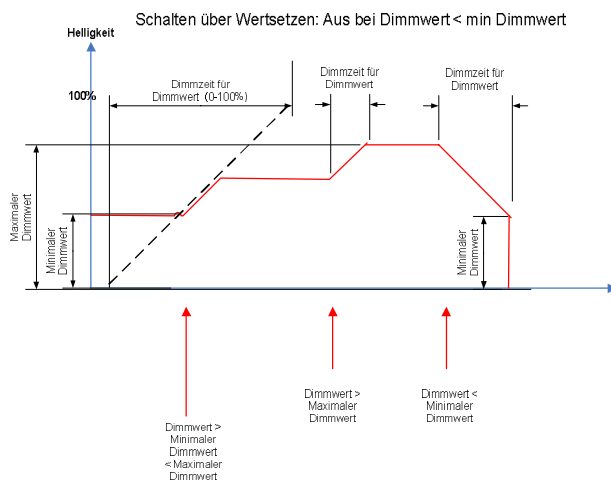 Schalten über Wertsetzen: Aus bei Dimmwert < min Dimmwert
Helligkeit
100%
Dimmzeit für
Dimmwert (0-100%)
Dimmzeit für
Dimmwert
Dimmzeit für
Dimmwert
Maximaler
Dimmwert
Minimaler
Dimmwert
Minimaler
Dimmwert
Dimmwert >
Minimaler
Dimmwert
< Maximaler
Dimmwert
Dimmwert >
Maximaler
Dimmwert
Dimmwert <
Minimaler
Dimmwert